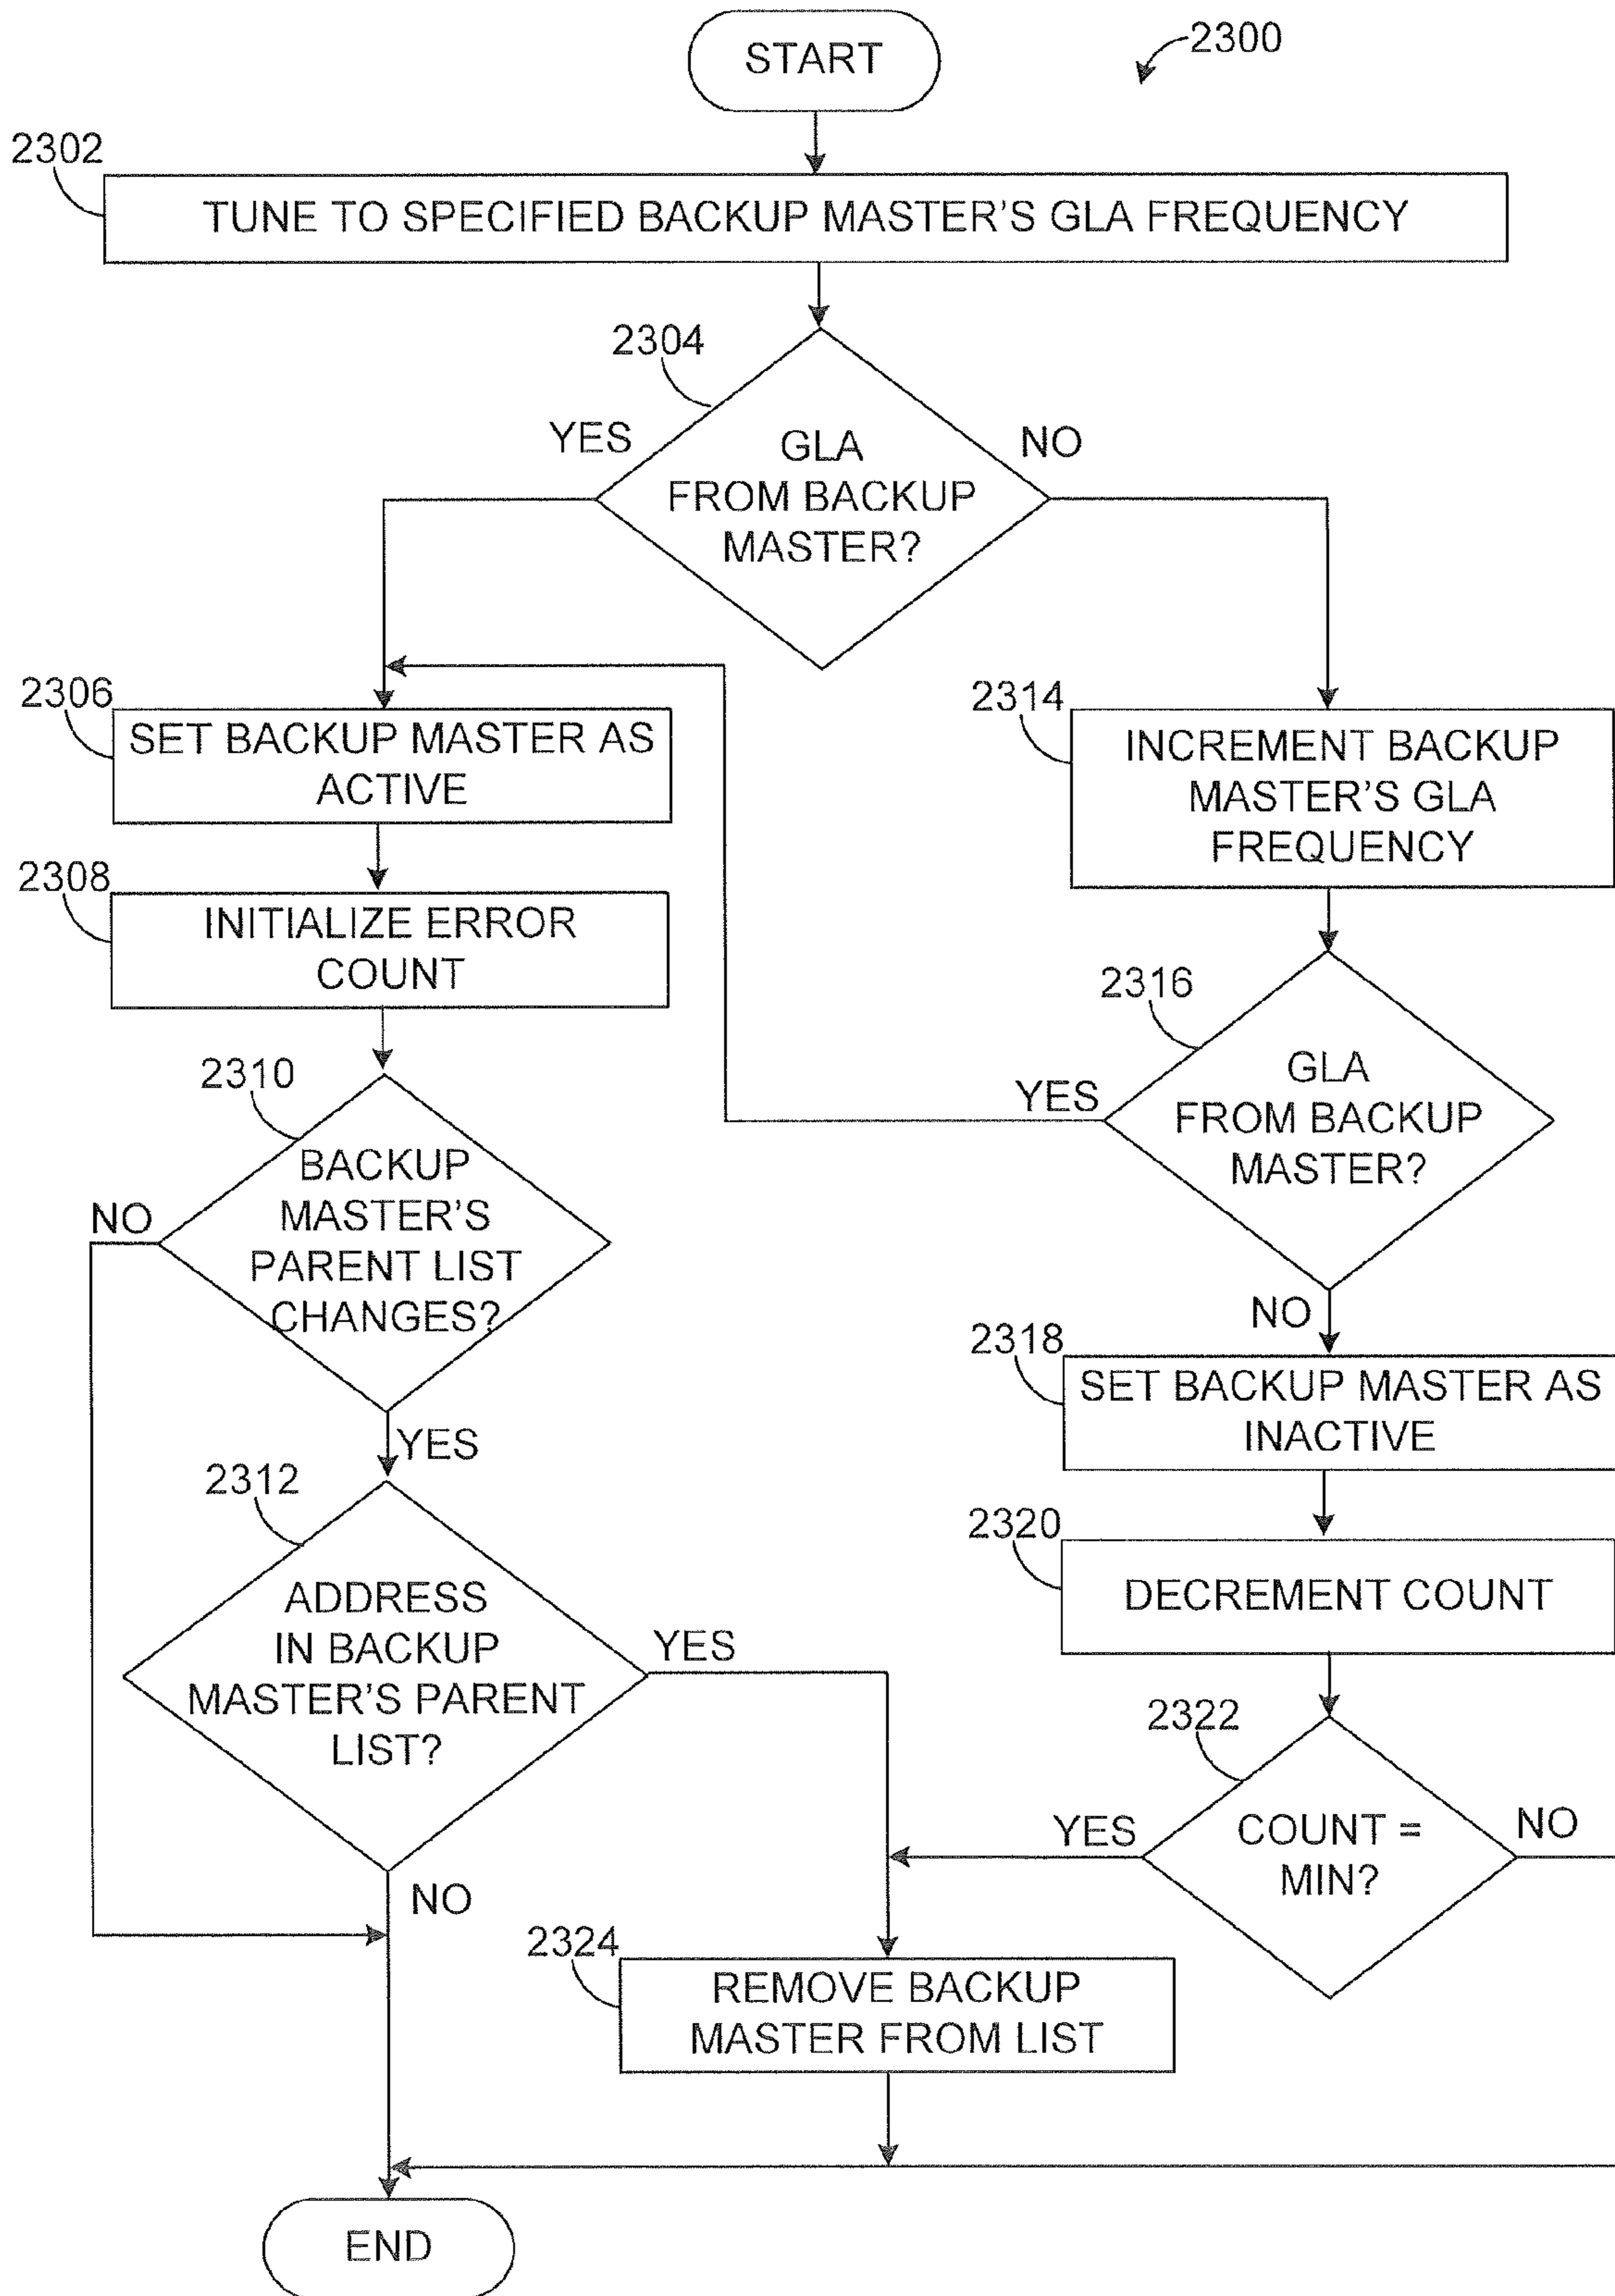 START
2300
2302
TUNE TO SPECIFIED BACKUP MASTER'S GLA FREQUENCY
2304
YES
GLA
FROM BACKUP
MASTER?
NO
2306
SET BACKUP MASTER AS
ACTIVE
2314
INCREMENT BACKUP
MASTER'S GLA
FREQUENCY
2308
INITIALIZE ERROR
COUNT
2316
GLA
FROM BACKUP
MASTER?
YES
NO
2310
BACKUP
MASTER'S
PARENT LIST
CHANGES?
NO
YES
2318
SET BACKUP MASTER AS
INACTIVE
2312
ADDRESS
IN BACKUP
MASTER'S PARENT
LIST?
YES
NO
2320
DECREMENT COUNT
2322
COUNT =
MIN?
YES
NO
2324
REMOVE BACKUP
MASTER FROM LIST
END